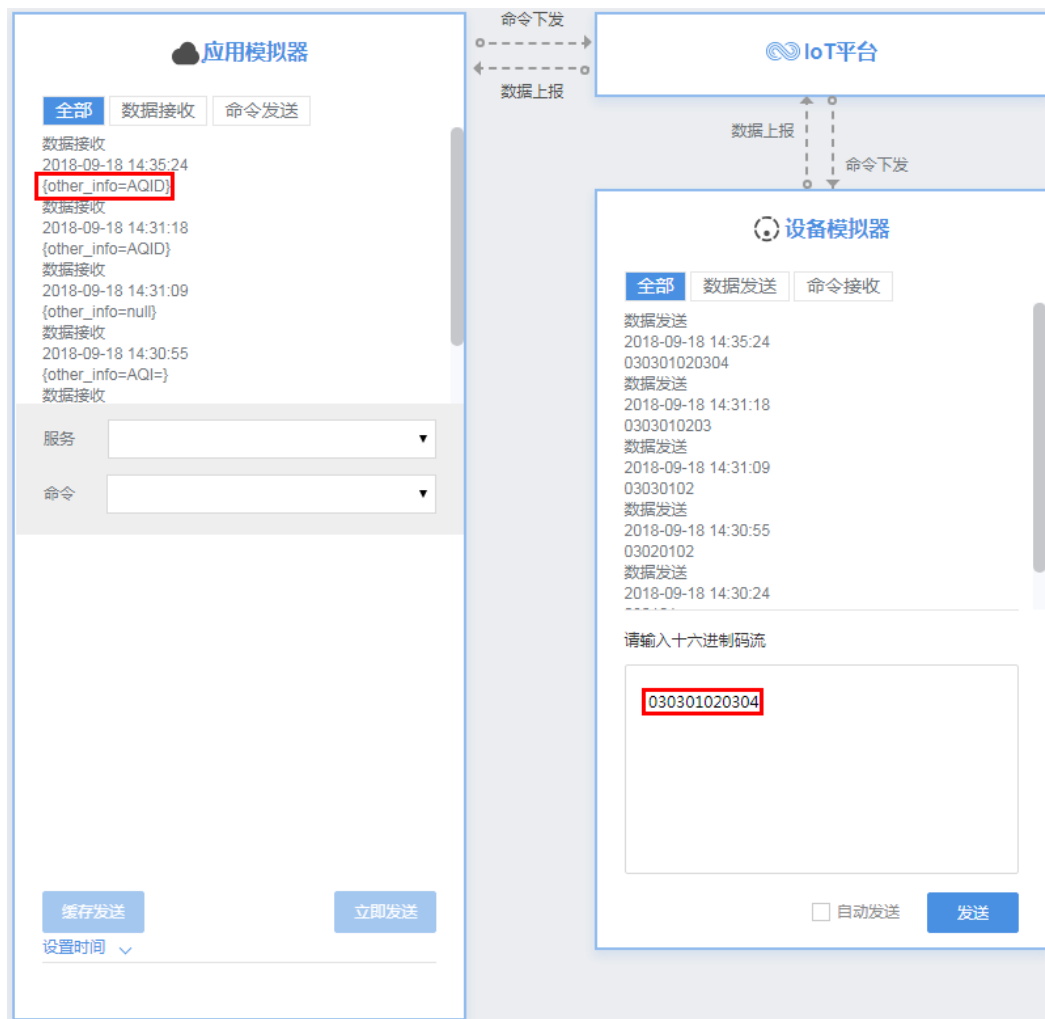 应用模拟器
全部 数据接收 命令发送
数据接收
2018-09-18 14:35:24
{other_info=AQID}
数据接收
2018-09-18 14:31:18
{other_info=AQID}
数据接收
2018-09-18 14:31:09
{other_info=null}
数据接收
2018-09-18 14:30:55
{other_info=AQI=}
数据接收
服务
命令
缓存发送 立即发送
设置时间
命令下发
数据上报
IoT平台
数据上报
命令下发
设备模拟器
全部 数据发送 命令接收
数据发送
2018-09-18 14:35:24
030301020304
数据发送
2018-09-18 14:31:18
0303010203
数据发送
2018-09-18 14:31:09
03030102
数据发送
2018-09-18 14:30:55
03020102
数据发送
2018-09-18 14:30:24
请输入十六进制码流
030301020304
自动发送 发送